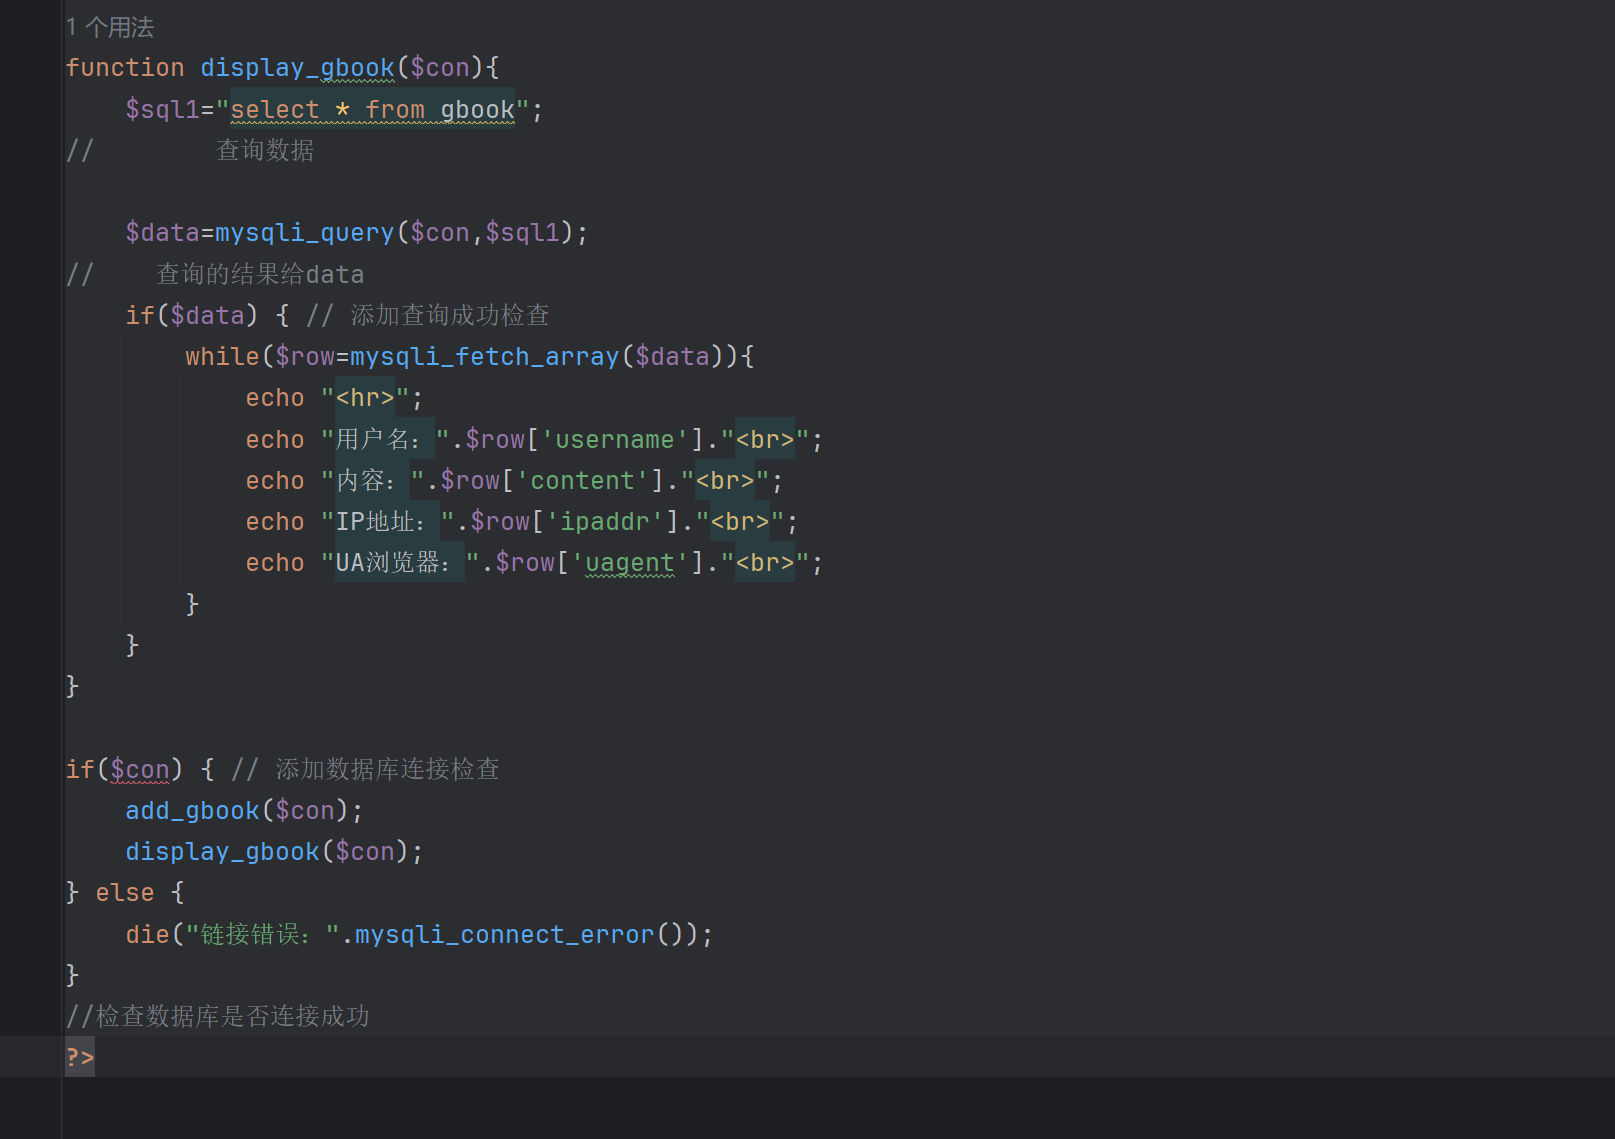 1 个用法
function display_gbook($con){
    $sql1="select * from gbook";
//        查询数据
    $data=mysqli_query($con,$sql1);
//    查询的结果给data
    if($data) { // 添加查询成功检查
        while($row=mysqli_fetch_array($data)){
            echo "<hr>";
            echo "用户名：".$row['username']."<br>";
            echo "内容：".$row['content']."<br>";
            echo "IP地址：".$row['ipaddr']."<br>";
            echo "UA浏览器：".$row['uagent']."<br>";
        }
    }
}
if($con) { // 添加数据库连接检查
    add_gbook($con);
    display_gbook($con);
} else {
    die("链接错误：".mysqli_connect_error());
}
//检查数据库是否连接成功
?>